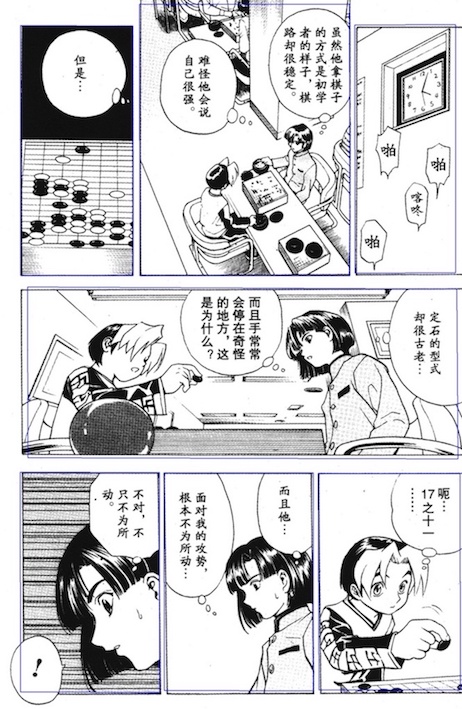 啪
啪
喀咚
啪
虽然他拿棋子
的方式是初学
者的样子，棋
路却很稳定。
难怪他会说
自己很强。
但是…
定石的型式
却很古老…
而且手常常
会停在奇怪
的地方，这
是为什么？
呃…
17之十一
……
而且
他…
面对我的攻势，
根本不为所动…
不对，不
只不为所
动。
！